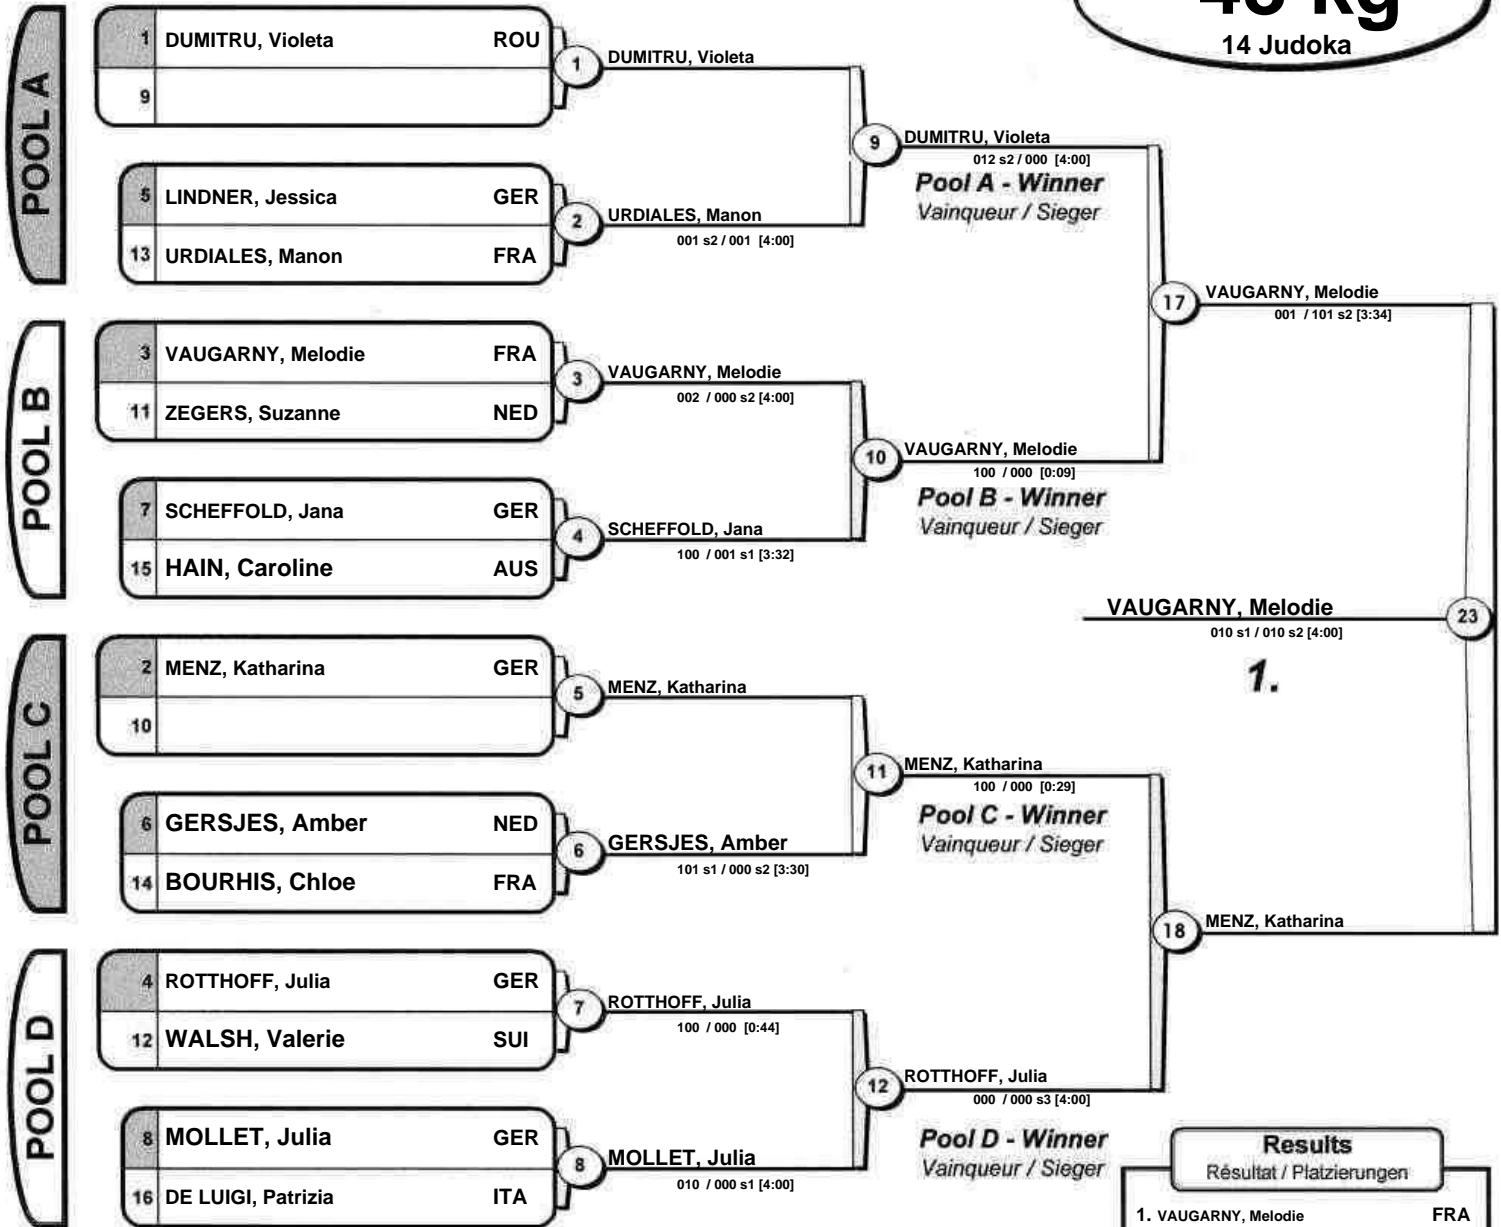 48 kg
14 Judoka
POOL A
1 DUMITRU, Violeta ROU
9
1 DUMITRU, Violeta
5 LINDNER, Jessica GER
13 URDIALES, Manon FRA
2 URDIALES, Manon
001 s2 / 001 [4:00]
9 DUMITRU, Violeta
012 s2 / 000 [4:00]
Pool A - Winner
Vainqueur / Sieger
POOL B
3 VAUGARNY, Melodie FRA
11 ZEGERS, Suzanne NED
3 VAUGARNY, Melodie
002 / 000 s2 [4:00]
7 SCHEFFOLD, Jana GER
15 HAIN, Caroline AUS
4 SCHEFFOLD, Jana
100 / 001 s1 [3:32]
10 VAUGARNY, Melodie
100 / 000 [0:09]
Pool B - Winner
Vainqueur / Sieger
17 VAUGARNY, Melodie
001 / 101 s2 [3:34]
VAUGARNY, Melodie 23
010 s1 / 010 s2 [4:00]
1.
POOL C
2 MENZ, Katharina GER
10
5 MENZ, Katharina
6 GERSJES, Amber NED
14 BOURHIS, Chloe FRA
6 GERSJES, Amber
101 s1 / 000 s2 [3:30]
11 MENZ, Katharina
100 / 000 [0:29]
Pool C - Winner
Vainqueur / Sieger
POOL D
4 ROTTHOFF, Julia GER
12 WALSH, Valerie SUI
7 ROTTHOFF, Julia
100 / 000 [0:44]
8 MOLLET, Julia GER
16 DE LUIGI, Patrizia ITA
8 MOLLET, Julia
010 / 000 s1 [4:00]
12 ROTTHOFF, Julia
000 / 000 s3 [4:00]
Pool D - Winner
Vainqueur / Sieger
18 MENZ, Katharina
Results
Résultat / Platzierungen
1. VAUGARNY, Melodie FRA